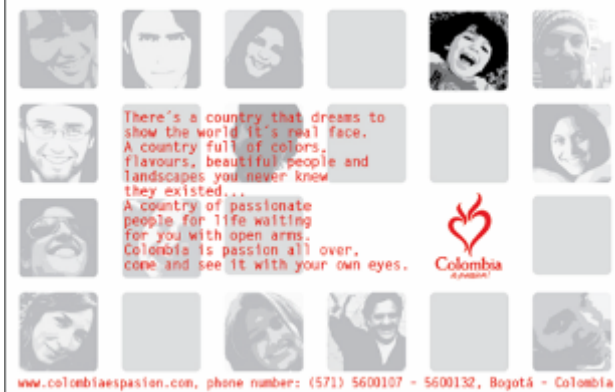 There´s a country that dreams to
show the world it´s real face.
A country full of colors,
flavours, beautiful people and
landscapes you never knew
they existed...
A country of passionate
people for life waiting
for you with open arms.
Colombia is passion all over,
come and see it with your own eyes.
Colombia
is passion!
www.colombiaespasion.com, phone number: (571) 5600107 - 5600132, Bogotá - Colombia